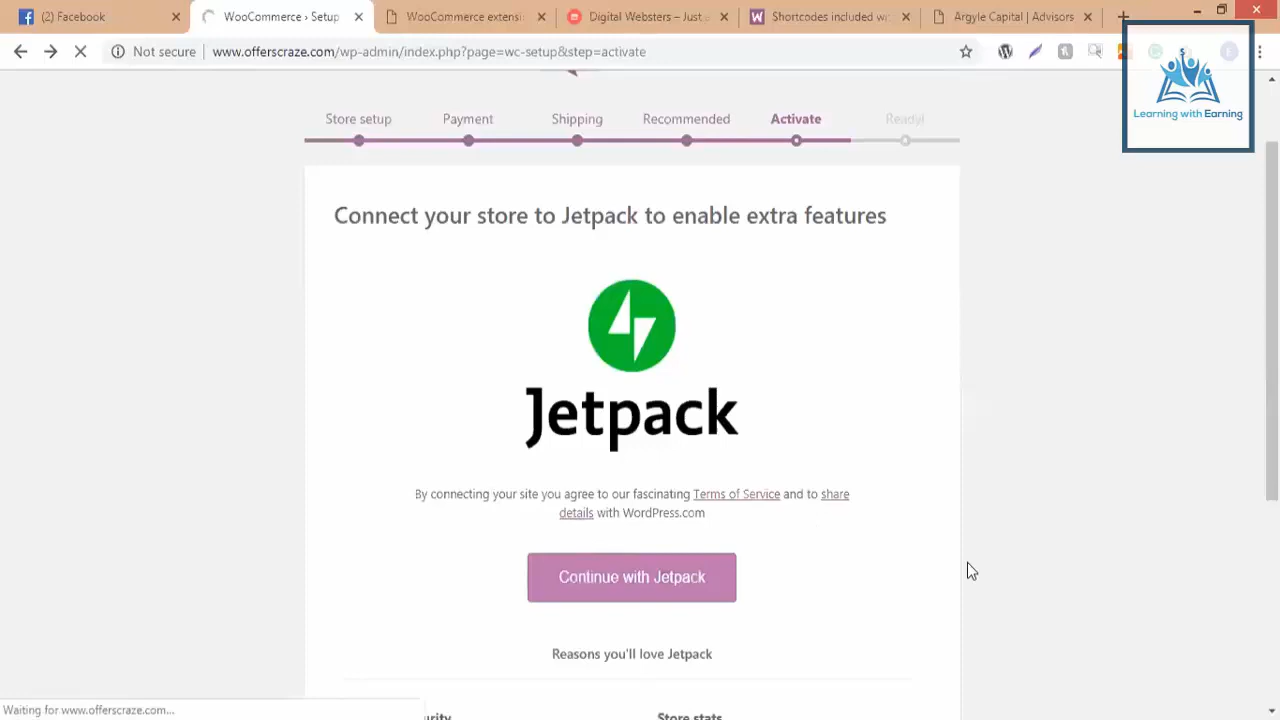 (2) Facebook
WooCommerce › Setup
WooCommerce extensi
Digital Websters – Just a
Shortcodes included w
Argyle Capital | Advisors
Not secure
www.offerscraze.com/wp-admin/index.php?page=wc-setup&step=activate
Learning with Earning
Store setup
Payment
Shipping
Recommended
Activate
Ready!
Connect your store to Jetpack to enable extra features
Jetpack
By connecting your site you agree to our fascinating Terms of Service and to share
details with WordPress.com
Continue with Jetpack
Reasons you'll love Jetpack
Store stats
Waiting for www.offerscraze.com...